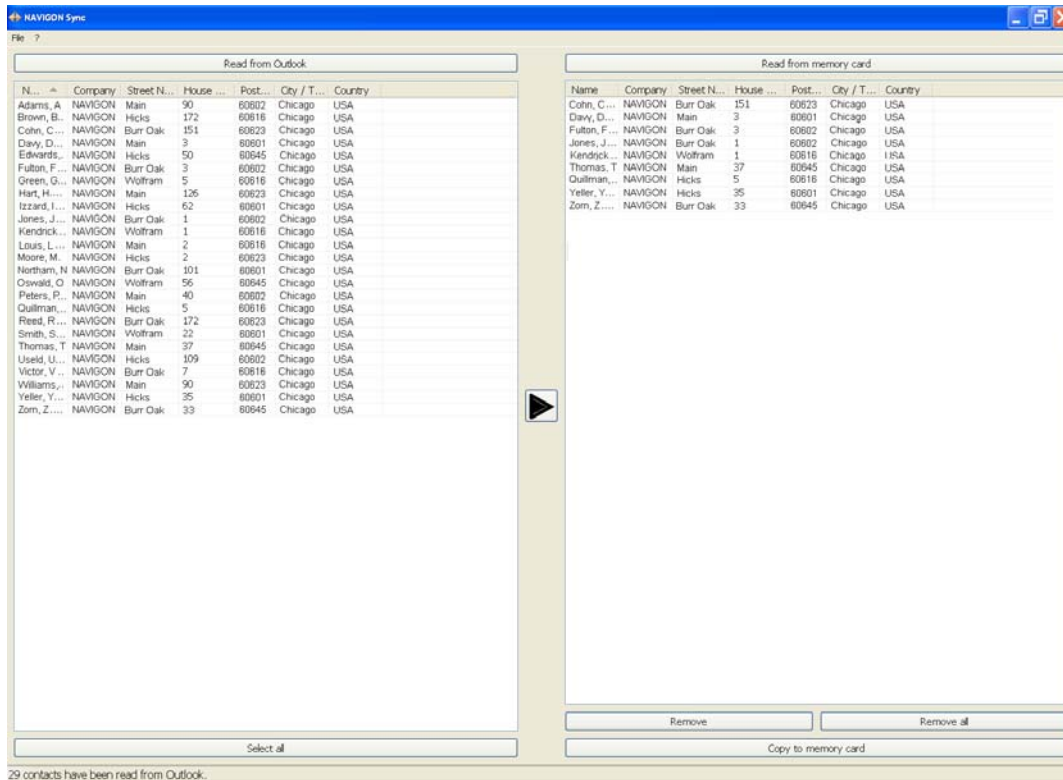 NAVIGON Sync
File ?
Read from Outlook
N... Company Street N... House ... Post... City / T... Country
Adams, A NAVIGON Main 90 60602 Chicago USA
Brown, B.. NAVIGON Hicks 172 60616 Chicago USA
Cohn, C... NAVIGON Burr Oak 151 60623 Chicago USA
Davy, D... NAVIGON Main 3 60601 Chicago USA
Edwards,.. NAVIGON Hicks 50 60645 Chicago USA
Fulton, F... NAVIGON Burr Oak 3 60602 Chicago USA
Green, G... NAVIGON Wolfram 5 60616 Chicago USA
Hart, H.... NAVIGON Main 126 60623 Chicago USA
Izzard, I... NAVIGON Hicks 62 60601 Chicago USA
Jones, J... NAVIGON Burr Oak 1 60602 Chicago USA
Kendrick... NAVIGON Wolfram 1 60616 Chicago USA
Louis, L ... NAVIGON Main 2 60616 Chicago USA
Moore, M. NAVIGON Hicks 2 60623 Chicago USA
Northam, N NAVIGON Burr Oak 101 60601 Chicago USA
Oswald, O NAVIGON Wolfram 56 60645 Chicago USA
Peters, P... NAVIGON Main 40 60602 Chicago USA
Quillman,.. NAVIGON Hicks 5 60616 Chicago USA
Reed, R... NAVIGON Burr Oak 172 60623 Chicago USA
Smith, S... NAVIGON Wolfram 22 60601 Chicago USA
Thomas, T NAVIGON Main 37 60645 Chicago USA
Useld, U... NAVIGON Hicks 109 60602 Chicago USA
Victor, V .. NAVIGON Burr Oak 7 60616 Chicago USA
Williams,.. NAVIGON Main 90 60623 Chicago USA
Yeller, Y... NAVIGON Hicks 35 60601 Chicago USA
Zorn, Z.... NAVIGON Burr Oak 33 60645 Chicago USA
Select all
Read from memory card
Name Company Street N... House ... Post... City / T... Country
Cohn, C... NAVIGON Burr Oak 151 60623 Chicago USA
Davy, D... NAVIGON Main 3 60601 Chicago USA
Fulton, F... NAVIGON Burr Oak 3 60602 Chicago USA
Jones, J... NAVIGON Burr Oak 1 60602 Chicago USA
Kendrick... NAVIGON Wolfram 1 60616 Chicago USA
Thomas, T NAVIGON Main 37 60645 Chicago USA
Quillman,.. NAVIGON Hicks 5 60616 Chicago USA
Yeller, Y... NAVIGON Hicks 35 60601 Chicago USA
Zorn, Z.... NAVIGON Burr Oak 33 60645 Chicago USA
Remove Remove all
Copy to memory card
29 contacts have been read from Outlook.